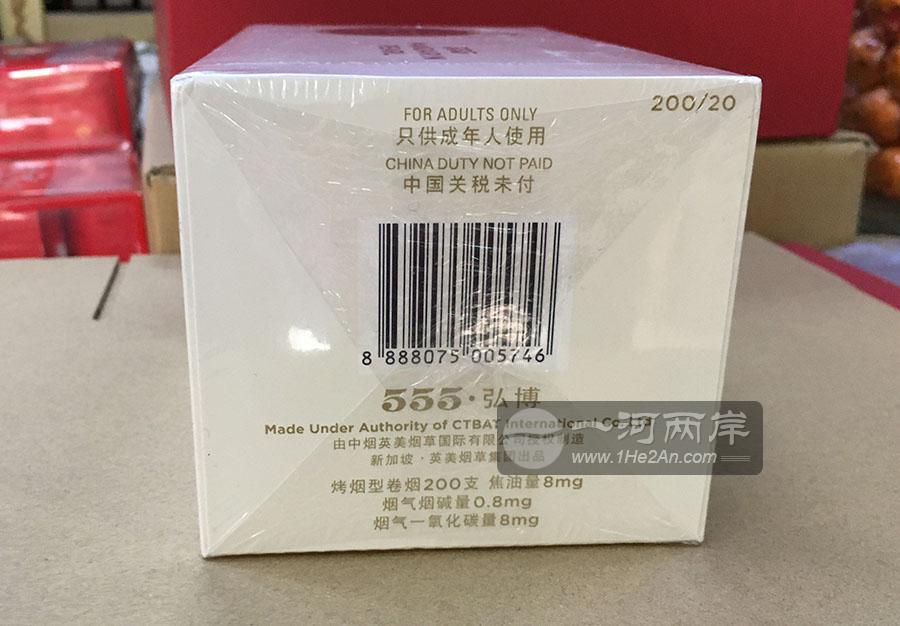 FOR ADULTS ONLY
200/20
只供成年人使用
CHINA DUTY NOT PAID
中国关税未付
8 888075 005746
555·弘博
Made Under Authority of CTBAT International Co Ltd
由中烟英美烟草国际有限公司授权制造
新加坡·英美烟草集团出品
烤烟型卷烟200支 焦油量8mg
烟气烟碱量0.8mg
烟气一氧化碳量8mg
一河两岸
www.1He2An.com